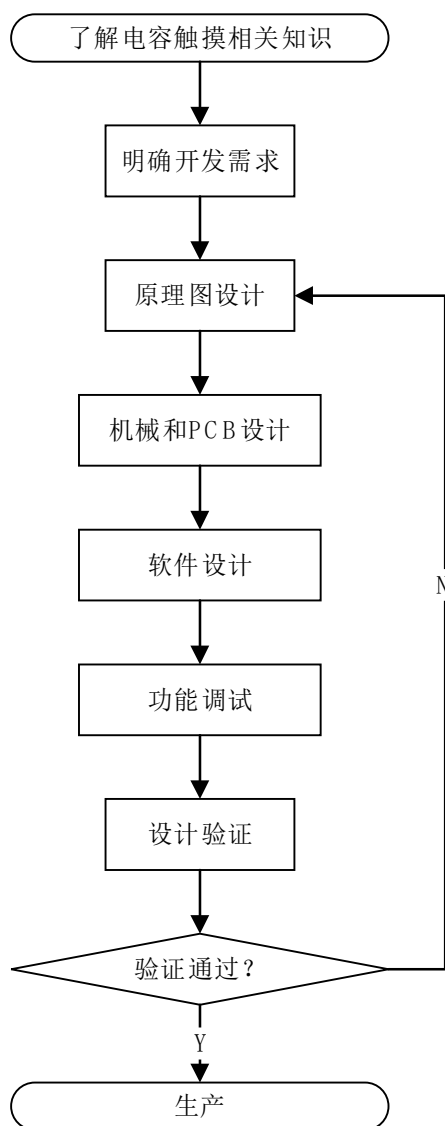 了解电容触摸相关知识
明确开发需求
原理图设计
机械和PCB设计
软件设计
N
功能调试
设计验证
验证通过?
Y
生产